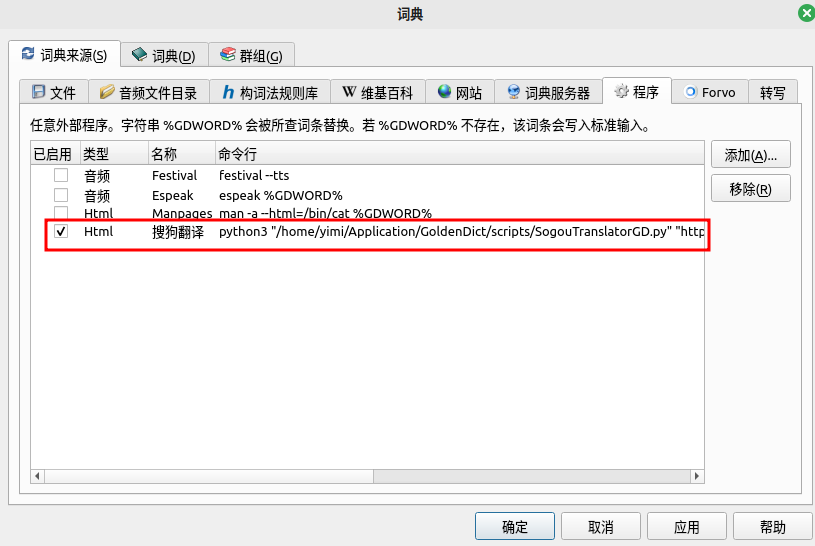 词典
词典来源(S) 词典(D) 群组(G)
文件 音频文件目录 构词法规则库 维基百科 网站 词典服务器 程序 Forvo 转写
任意外部程序。字符串 %GDWORD% 会被所查词条替换。若 %GDWORD% 不存在，该词条会写入标准输入。
已启用 类型 名称 命令行
音频 Festival festival --tts
音频 Espeak espeak %GDWORD%
Html Manpages man -a --html=/bin/cat %GDWORD%
Html 搜狗翻译 python3 "/home/yimi/Application/GoldenDict/scripts/SogouTranslatorGD.py" "http
添加(A)...
移除(R)
确定 取消 应用 帮助